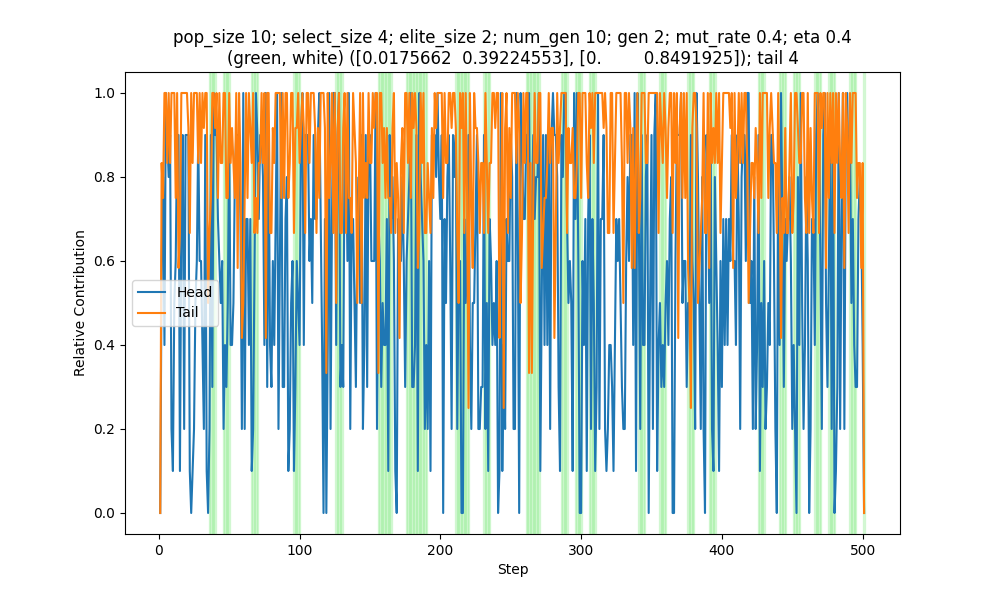 pop_size 10; select_size 4; elite_size 2; num_gen 10; gen 2; mut_rate 0.4; eta 0.4
(green, white) ([0.0175662  0.39224553], [0.         0.8491925]); tail 4
1.0
0.8
0.6
0.4
0.2
0.0
Relative Contribution
Head
Tail
0 100 200 300 400 500
Step